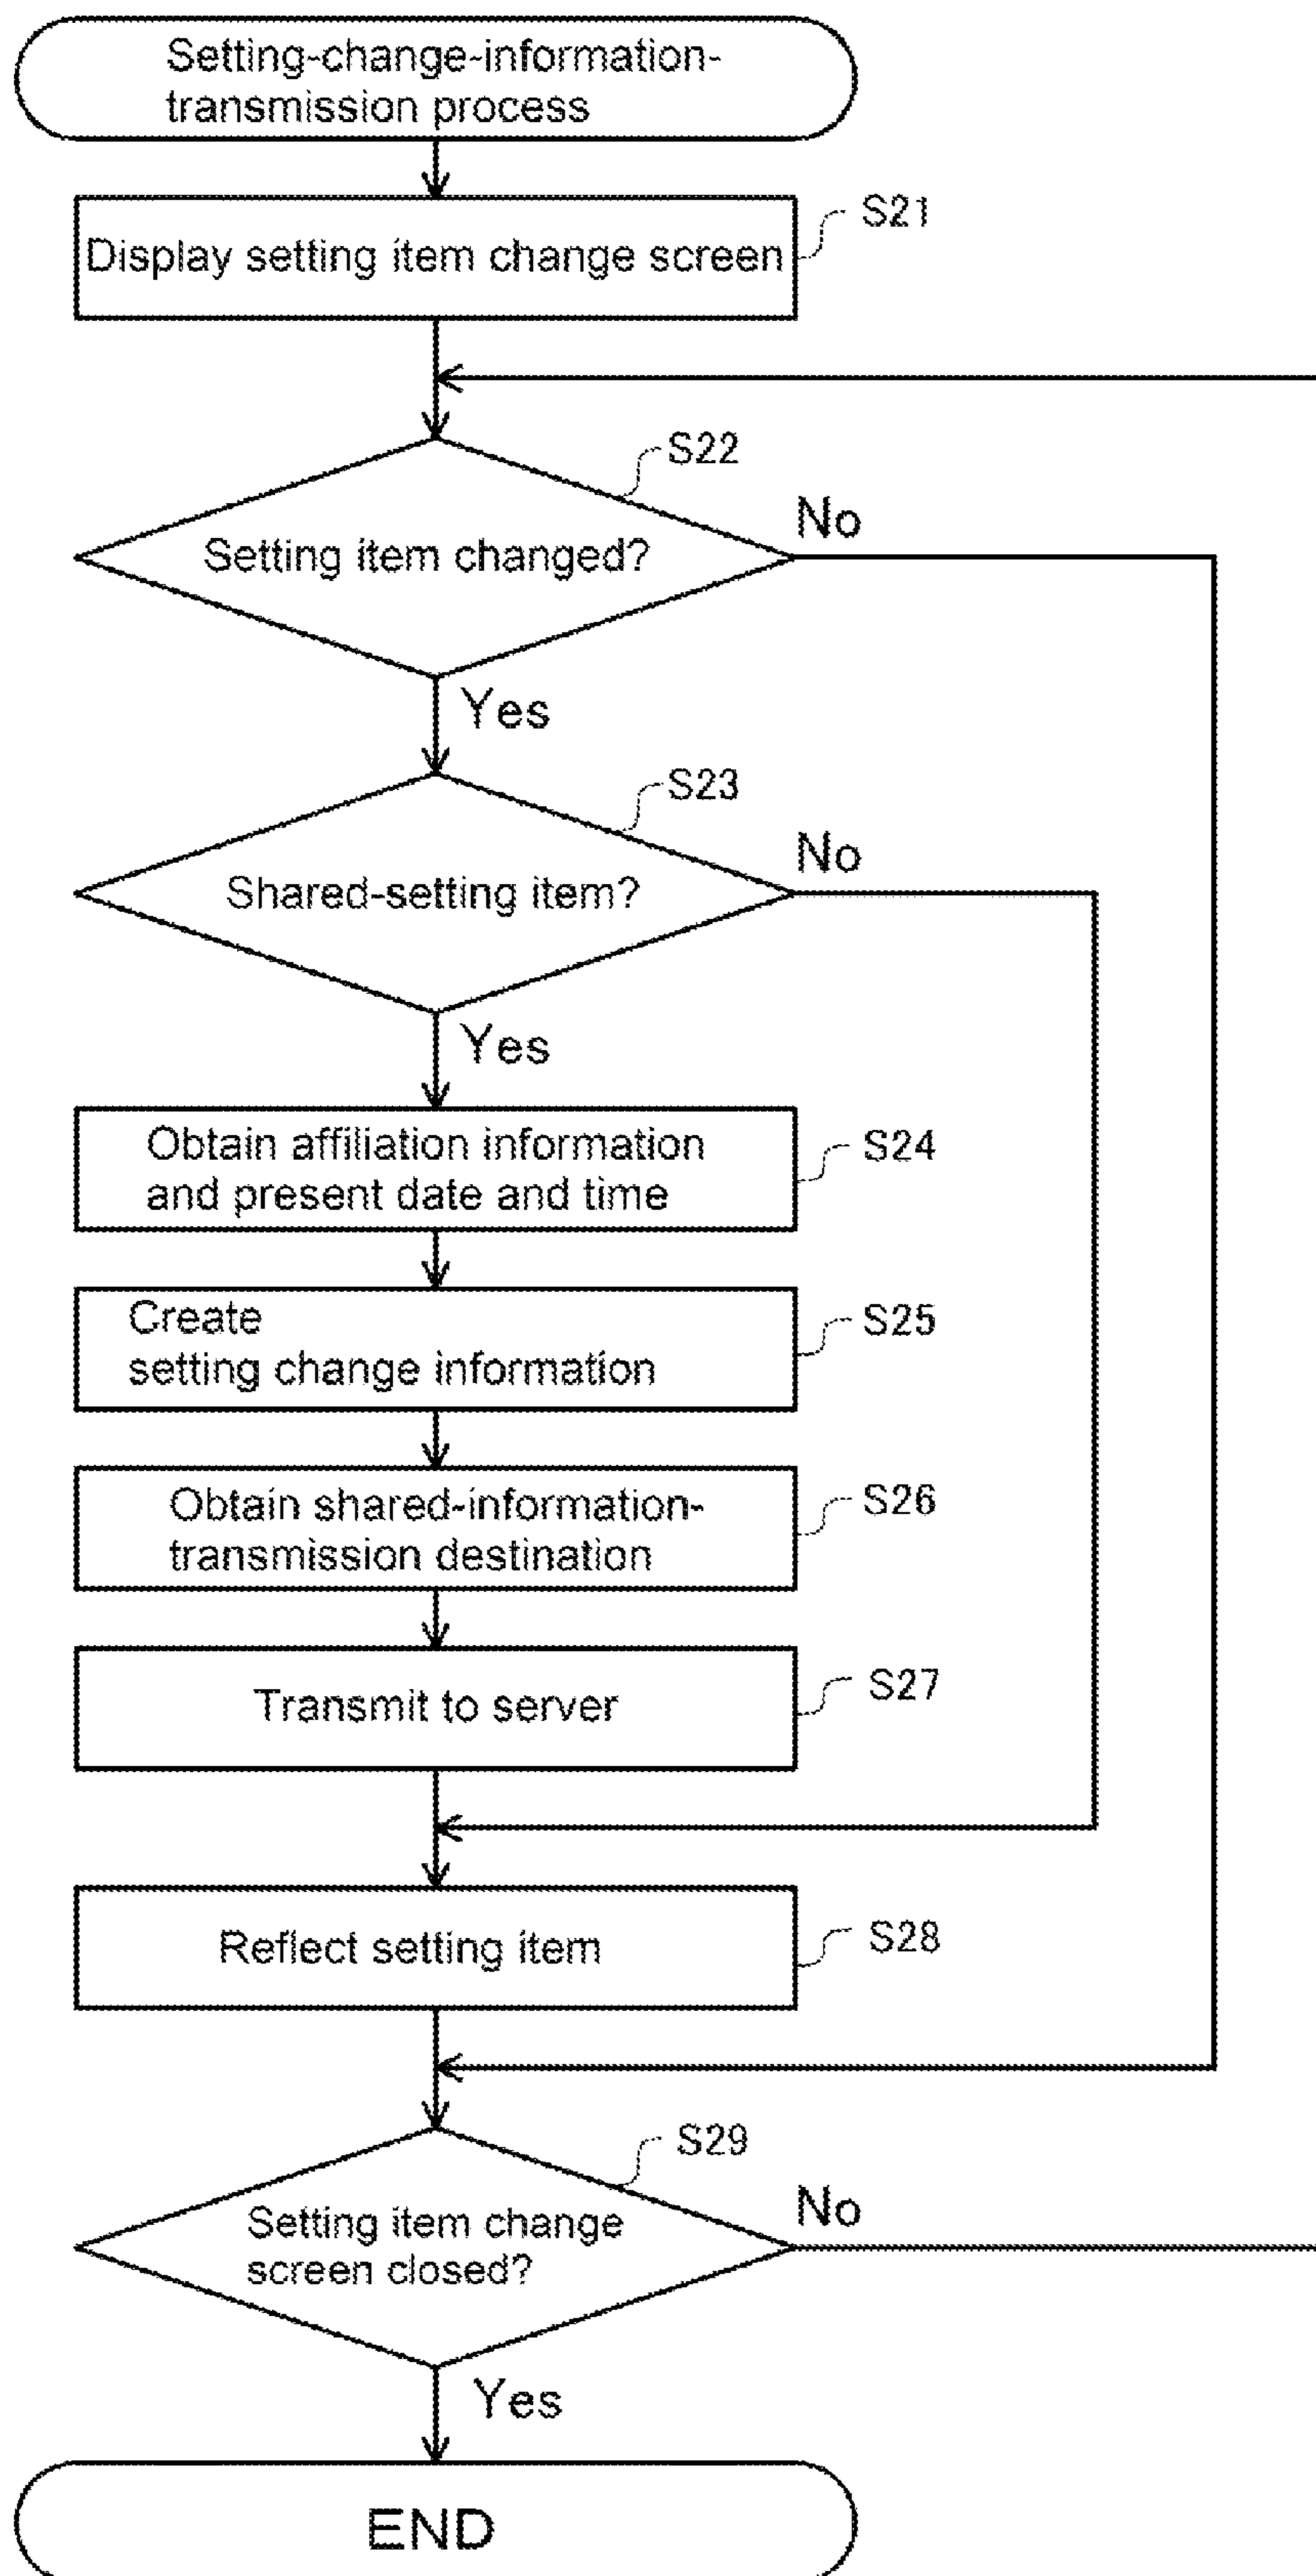 Setting-change-information-
transmission process
S21
Display setting item change screen
S22
No
Setting item changed?
Yes
S23
No
Shared-setting item?
Yes
Obtain affiliation information
and present date and time
S24
Create
setting change information
S25
Obtain shared-information-
transmission destination
S26
Transmit to server
S27
Reflect setting item
S28
S29
No
Setting item change
screen closed?
Yes
END